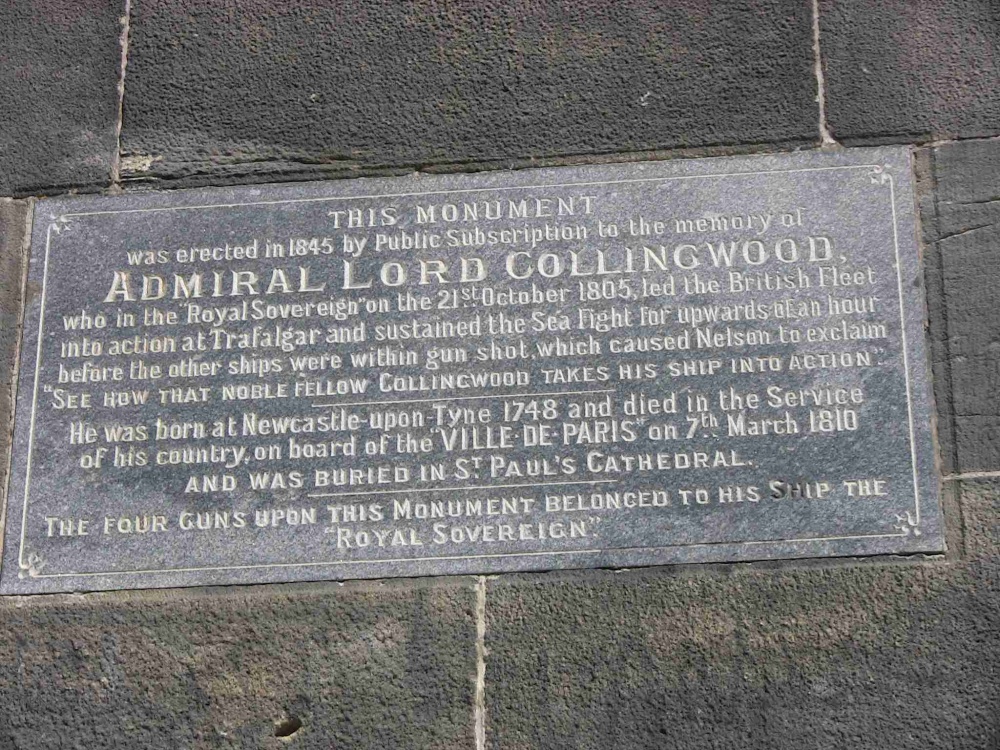 THIS MONUMENT
was erected in 1845 by Public Subscription to the memory of
ADMIRAL LORD COLLINGWOOD,
who in the "Royal Sovereign" on the 21st October 1805, led the British Fleet
into action at Trafalgar and sustained the Sea Fight for upwards of an hour
before the other ships were within gun shot, which caused Nelson to exclaim
"SEE HOW THAT NOBLE FELLOW COLLINGWOOD TAKES HIS SHIP INTO ACTION".
He was born at Newcastle-upon-Tyne 1748 and died in the Service
of his country, on board of the "VILLE-DE-PARIS" on 7th March 1810
AND WAS BURIED IN ST PAUL'S CATHEDRAL.
THE FOUR GUNS UPON THIS MONUMENT BELONGED TO HIS SHIP THE
"ROYAL SOVEREIGN".